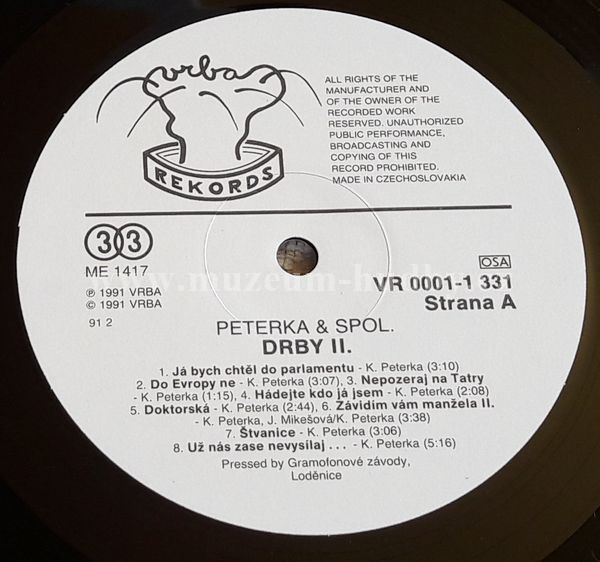 vrba
REKORDS
ALL RIGHTS OF THE
MANUFACTURER AND
OF THE OWNER OF THE
RECORDED WORK
RESERVED. UNAUTHORIZED
PUBLIC PERFORMANCE,
BROADCASTING AND
COPYING OF THIS
RECORD PROHIBITED.
MADE IN CZECHOSLOVAKIA
33
ME 1417
℗ 1991 VRBA
© 1991 VRBA
91 2
OSA
VR 0001-1 331
Strana A
PETERKA & SPOL.
DRBY II.
1. Já bych chtěl do parlamentu - K. Peterka (3:10)
2. Do Evropy ne - K. Peterka (3:07), 3. Nepozeraj na Tatry
- K. Peterka (1:15), 4. Hádejte kdo já jsem - K. Peterka (2:08)
5. Doktorská - K. Peterka (2:44), 6. Závidím vám manžela II.
- K. Peterka, J. Mikešová/K. Peterka (3:38)
7. Štvanice - K. Peterka (3:06)
8. Už nás zase nevysílaj . . . - K. Peterka (5:16)
Pressed by Gramofonové závody,
Loděnice